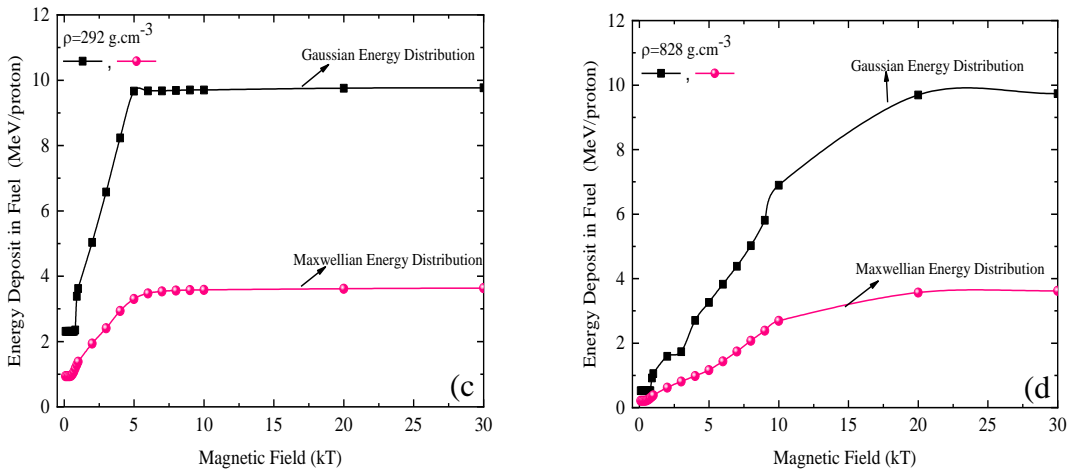 ρ=292 g.cm⁻³
,
Gaussian Energy Distribution
Maxwellian Energy Distribution
Energy Deposit in Fuel (MeV/proton)
12
10
8
6
4
2
0
0 5 10 15 20 25 30
Magnetic Field (kT)
(c)
ρ=828 g.cm⁻³
,
Gaussian Energy Distribution
Maxwellian Energy Distribution
Energy Deposit in Fuel (MeV/proton)
12
10
8
6
4
2
0
0 5 10 15 20 25 30
Magnetic Field (kT)
(d